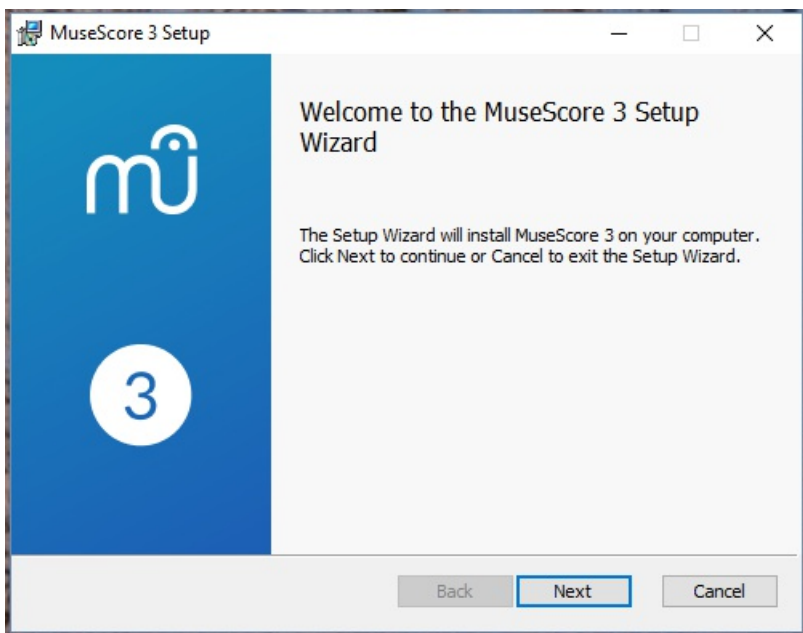 MuseScore 3 Setup
Welcome to the MuseScore 3 Setup
Wizard
The Setup Wizard will install MuseScore 3 on your computer.
Click Next to continue or Cancel to exit the Setup Wizard.
mu
3
Back Next Cancel